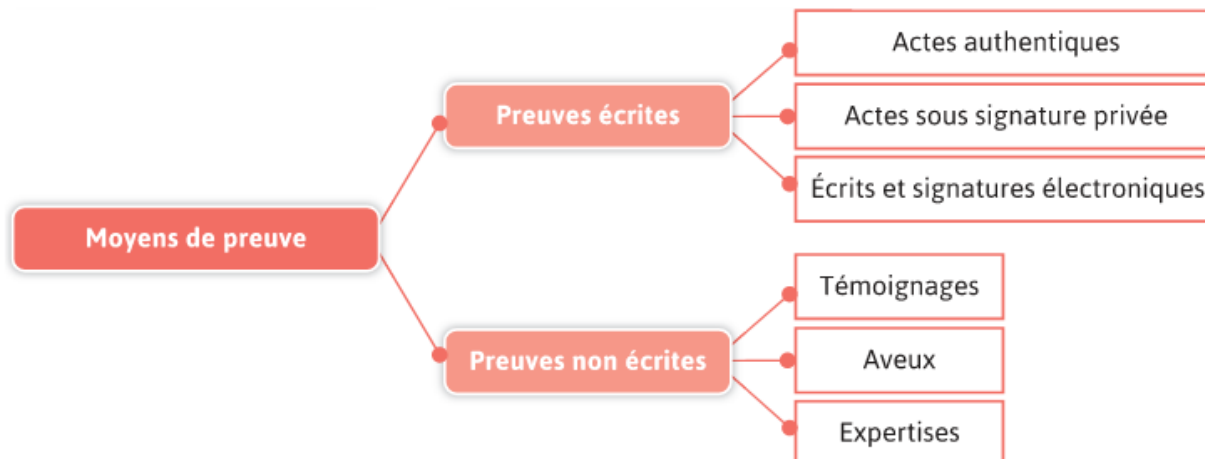 Moyens de preuve
Preuves écrites
Actes authentiques
Actes sous signature privée
Écrits et signatures électroniques
Preuves non écrites
Témoignages
Aveux
Expertises